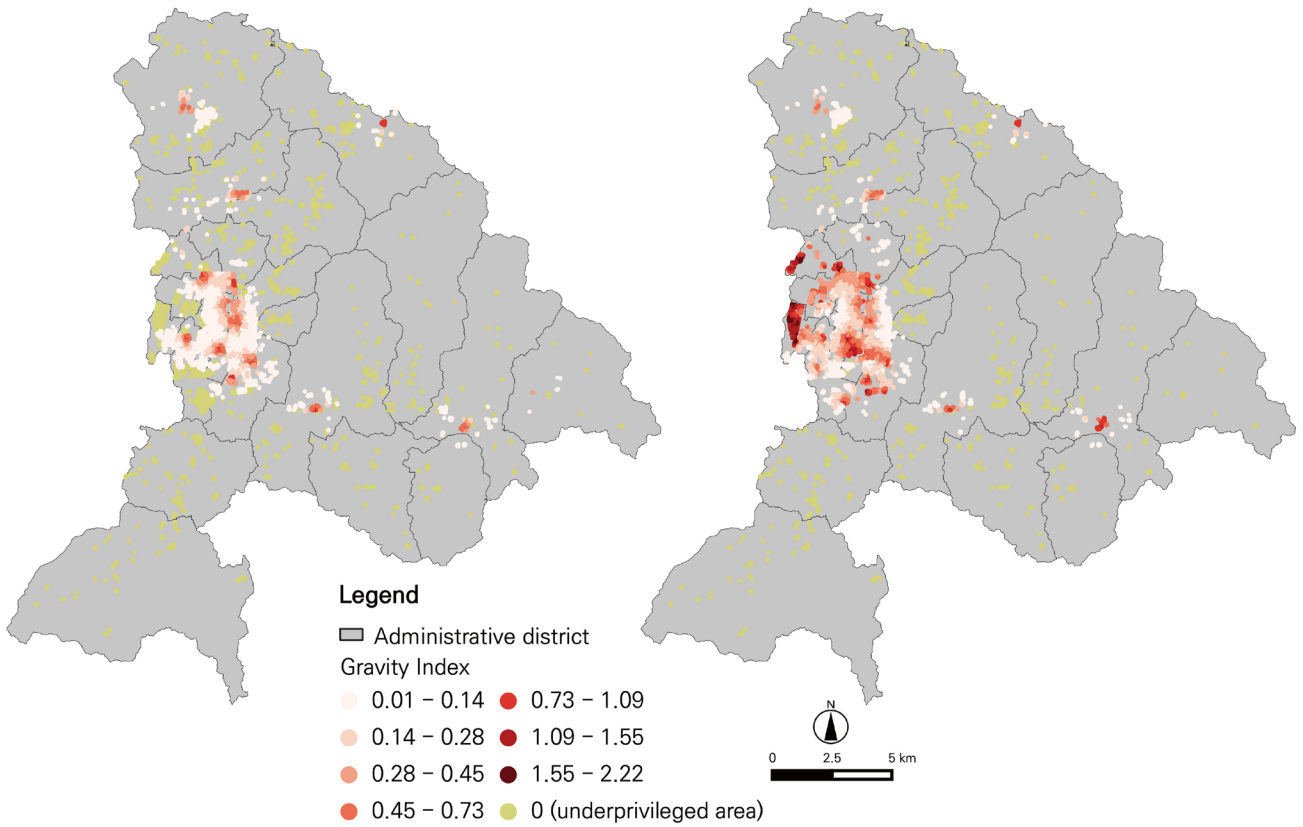 Legend
Administrative district
Gravity Index
0.01 – 0.14
0.73 – 1.09
0.14 – 0.28
1.09 – 1.55
0.28 – 0.45
1.55 – 2.22
0.45 – 0.73
0 (underprivileged area)
N
0 2.5 5 km